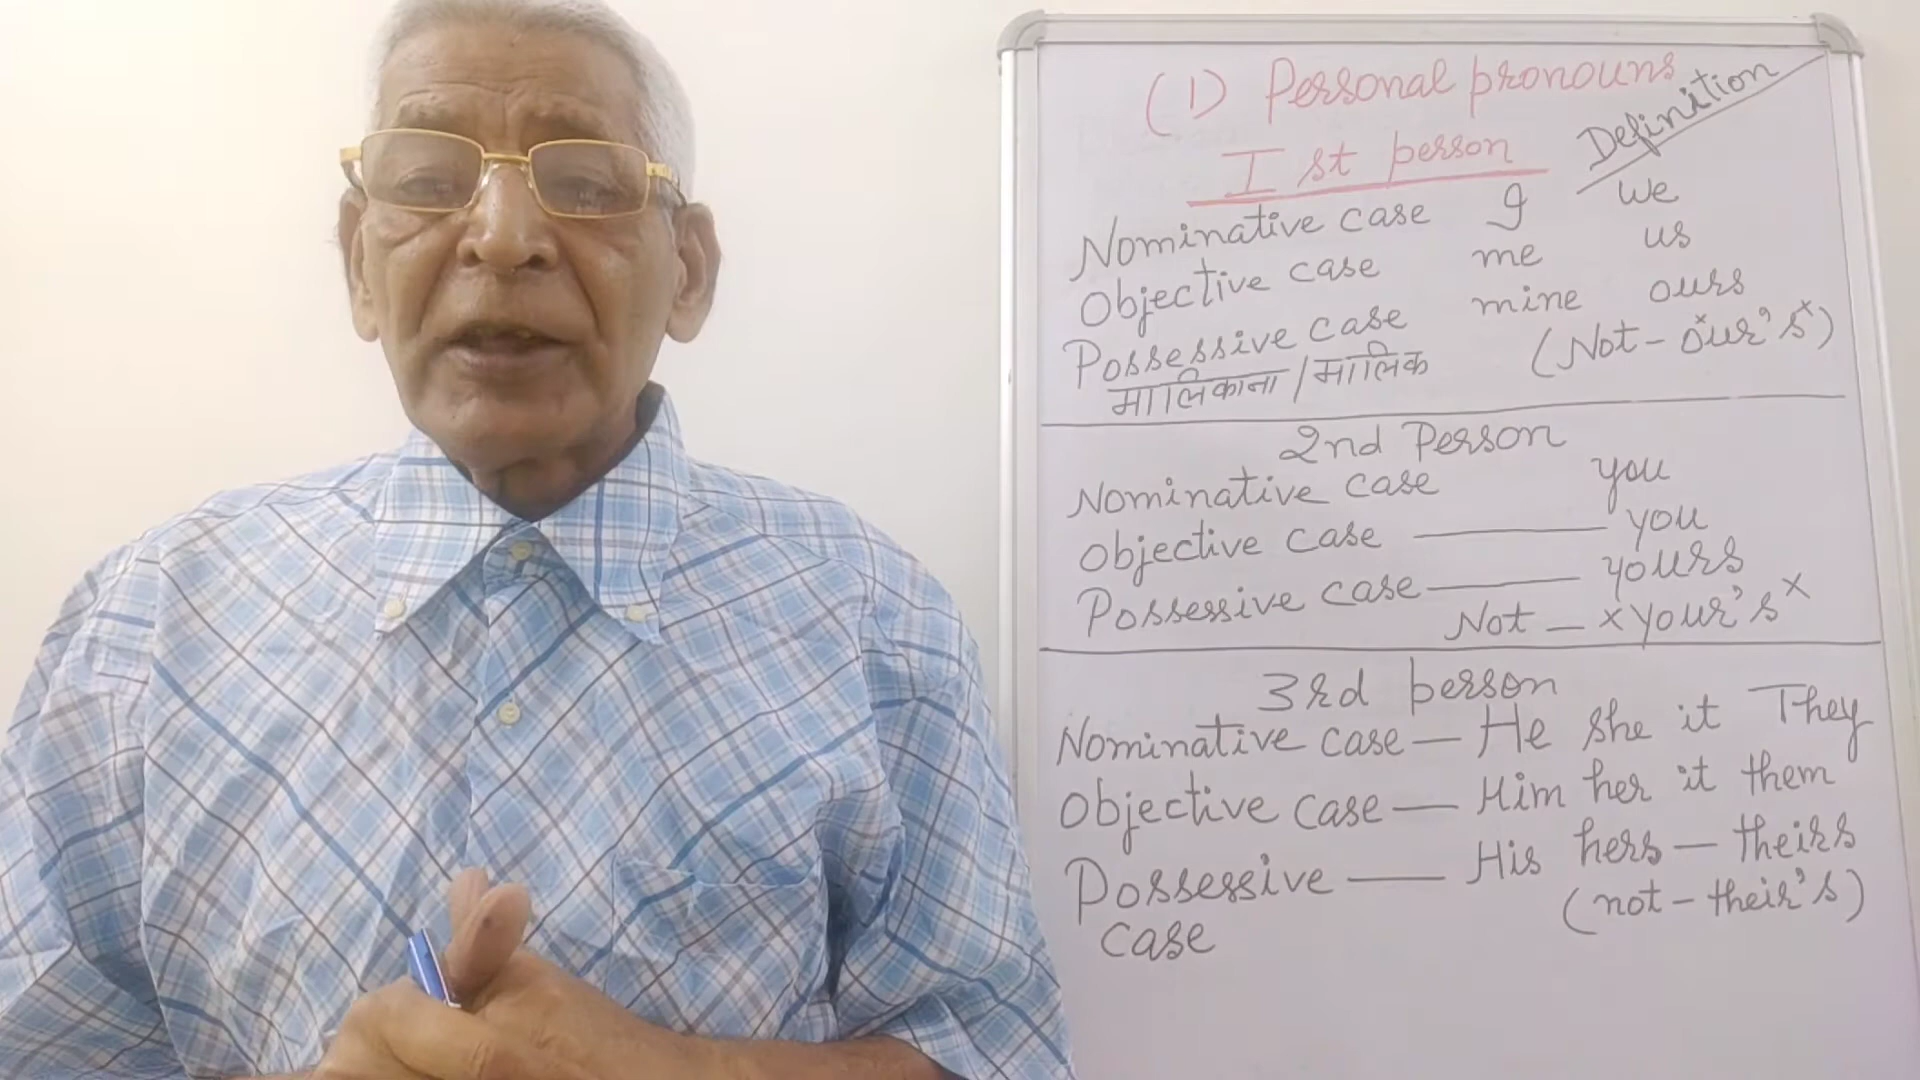 (1) Personal pronouns
Definition
I st person
Nominative case I we
Objective case me us
Possessive case mine ours
मालिकाना / मालिक (Not - our's)
2nd Person
Nominative case you
Objective case — you
Possessive case — yours
Not — x your's x
3rd person
Nominative case — He she it They
Objective case — Him her it them
Possessive — His hers — theirs
case (not - their's)